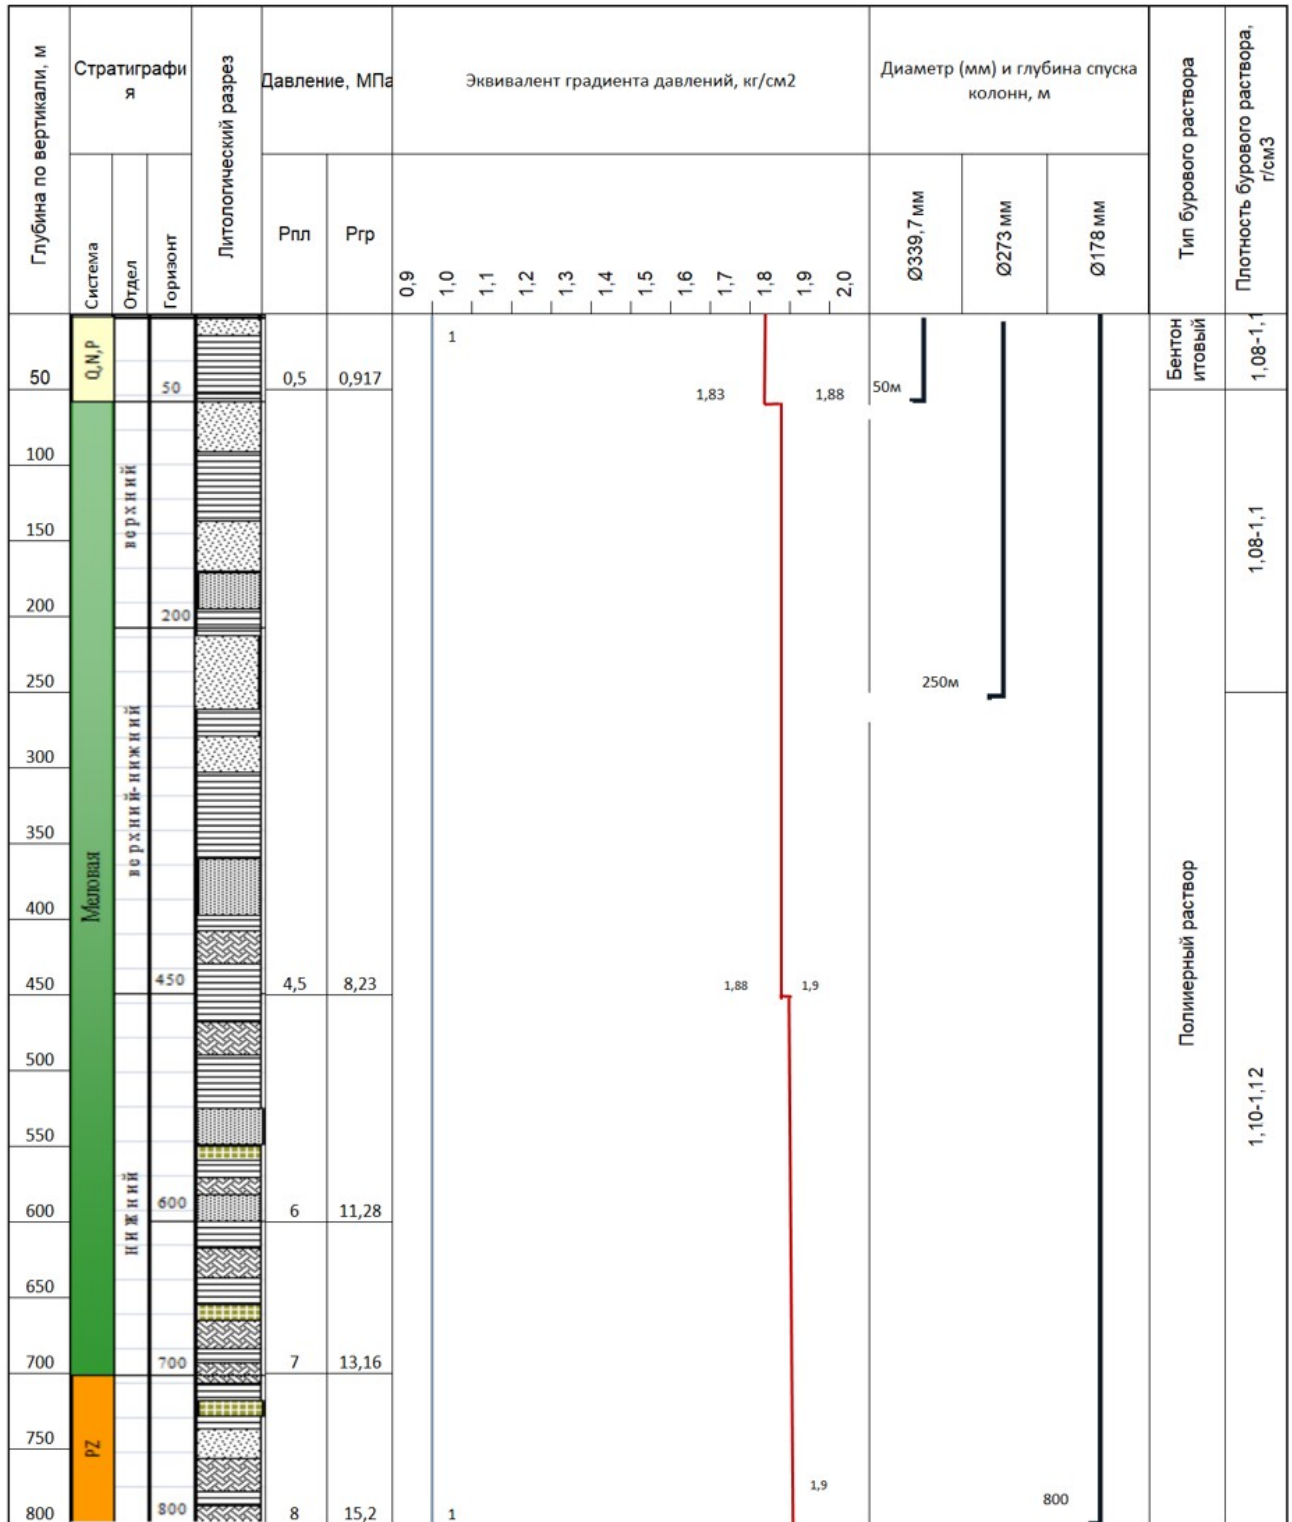 Глубина по вертикали, м
Стратиграфи
я
Система
Отдел
Горизонт
Литологический разрез
Давление, МПа
Рпл
Ргр
Эквивалент градиента давлений, кг/см2
0,9
1,0
1,1
1,2
1,3
1,4
1,5
1,6
1,7
1,8
1,9
2,0
Диаметр (мм) и глубина спуска
колонн, м
Ø339,7 мм
Ø273 мм
Ø178 мм
Тип бурового раствора
Плотность бурового раствора,
г/см3
Q,N,P
1
Бентон
итовый
1,08-1,1
50
50
0,5
0,917
1,83
1,88
50м
100
верхний
150
1,08-1,1
200
200
250
250м
300
верхний-нижний
350
Меловая
400
450
450
4,5
8,23
1,88
1,9
Полииерный раствор
500
550
1,10-1,12
600
нижний
600
6
11,28
650
700
700
7
13,16
750
PZ
1,9
800
800
800
8
15,2
1